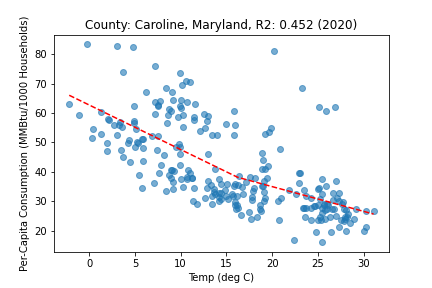 County: Caroline, Maryland, R2: 0.452 (2020)
Per-Capita Consumption (MMBtu/1000 Households)
80
70
60
50
40
30
20
0 5 10 15 20 25 30
Temp (deg C)